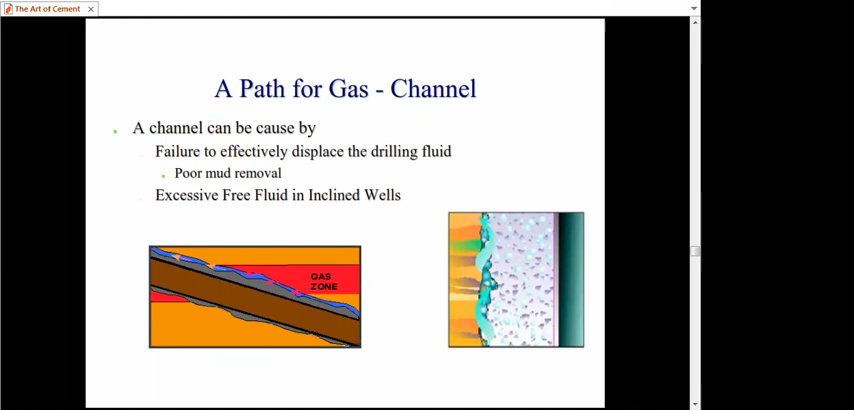 The Art of Cement
A Path for Gas - Channel
A channel can be cause by
Failure to effectively displace the drilling fluid
Poor mud removal
Excessive Free Fluid in Inclined Wells
GAS
ZONE